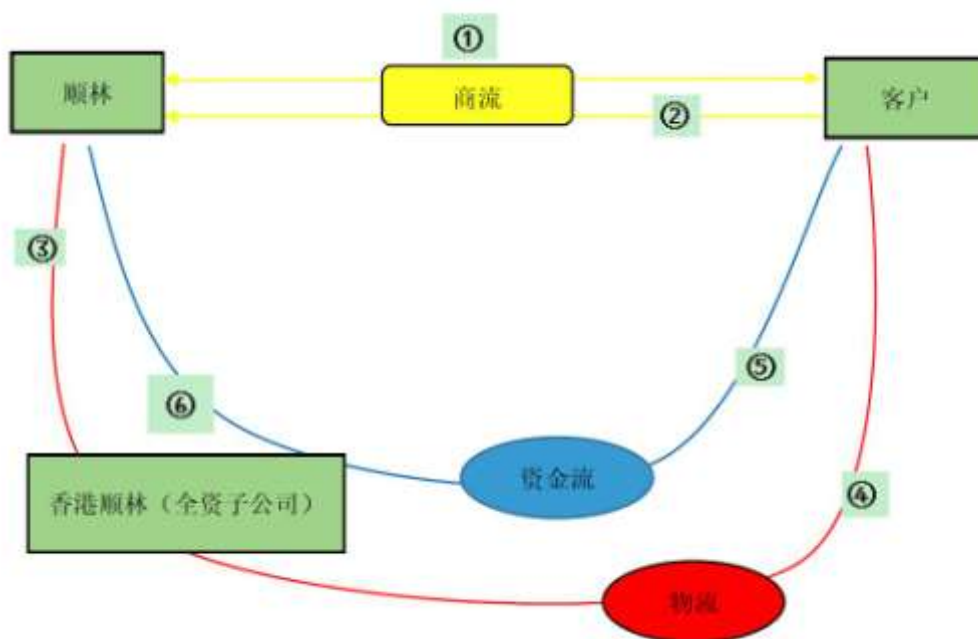 ①
顺林
商流
客户
②
③
⑤
⑥
资金流
香港顺林（全资子公司）
④
物流